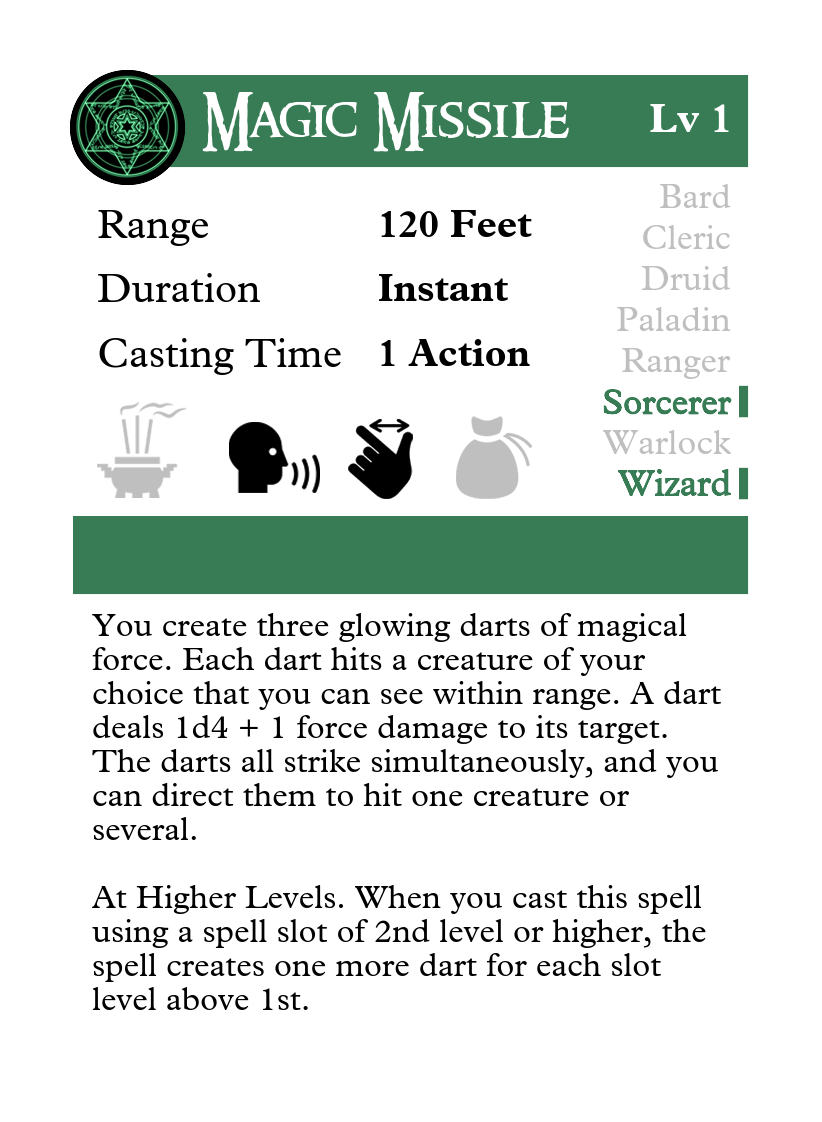 Magic Missile
Lv 1
Range 120 Feet
Duration Instant
Casting Time 1 Action
Bard
Cleric
Druid
Paladin
Ranger
Sorcerer
Warlock
Wizard
You create three glowing darts of magical
force. Each dart hits a creature of your
choice that you can see within range. A dart
deals 1d4 + 1 force damage to its target.
The darts all strike simultaneously, and you
can direct them to hit one creature or
several.
At Higher Levels. When you cast this spell
using a spell slot of 2nd level or higher, the
spell creates one more dart for each slot
level above 1st.